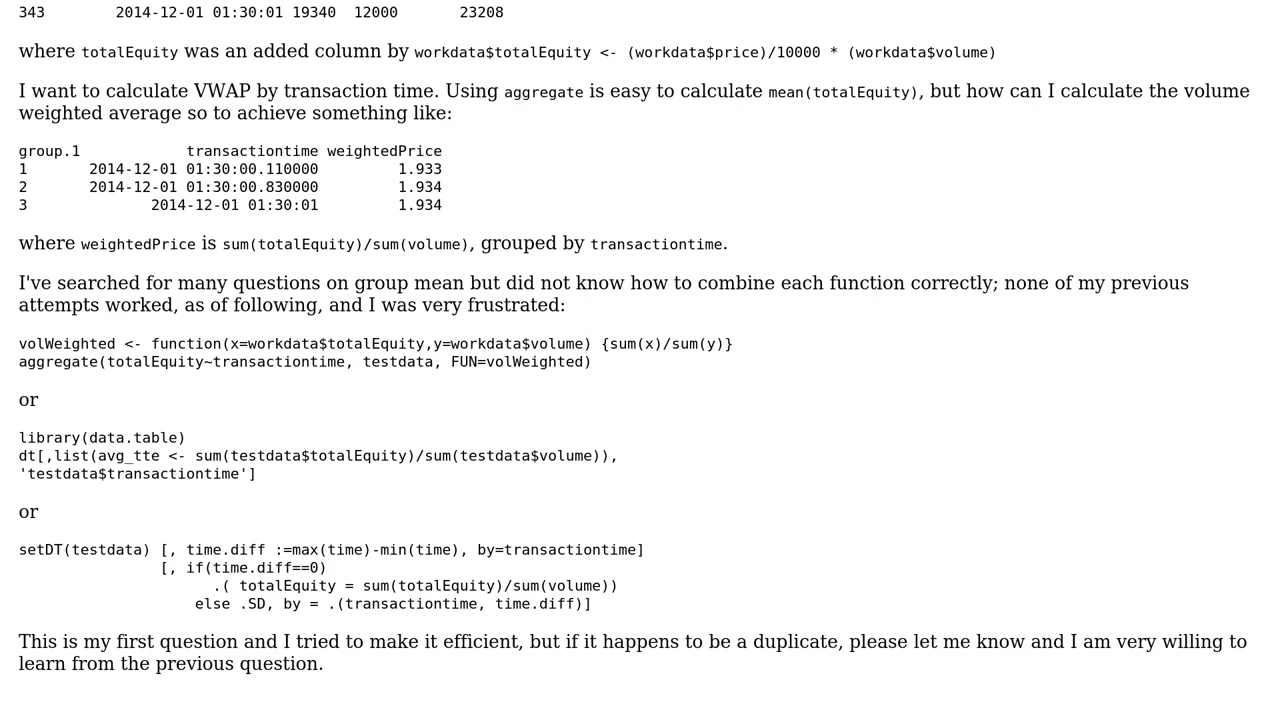 343        2014-12-01 01:30:01 19340  12000       23208
where totalEquity was an added column by workdata$totalEquity <- (workdata$price)/10000 * (workdata$volume)
I want to calculate VWAP by transaction time. Using aggregate is easy to calculate mean(totalEquity), but how can I calculate the volume
weighted average so to achieve something like:
group.1            transactiontime weightedPrice
1       2014-12-01 01:30:00.110000         1.933
2       2014-12-01 01:30:00.830000         1.934
3              2014-12-01 01:30:01         1.934
where weightedPrice is sum(totalEquity)/sum(volume), grouped by transactiontime.
I've searched for many questions on group mean but did not know how to combine each function correctly; none of my previous
attempts worked, as of following, and I was very frustrated:
volWeighted <- function(x=workdata$totalEquity,y=workdata$volume) {sum(x)/sum(y)}
aggregate(totalEquity~transactiontime, testdata, FUN=volWeighted)
or
library(data.table)
dt[,list(avg_tte <- sum(testdata$totalEquity)/sum(testdata$volume)),
'testdata$transactiontime']
or
setDT(testdata) [, time.diff :=max(time)-min(time), by=transactiontime]
                [, if(time.diff==0)
                      .( totalEquity = sum(totalEquity)/sum(volume))
                    else .SD, by = .(transactiontime, time.diff)]
This is my first question and I tried to make it efficient, but if it happens to be a duplicate, please let me know and I am very willing to
learn from the previous question.